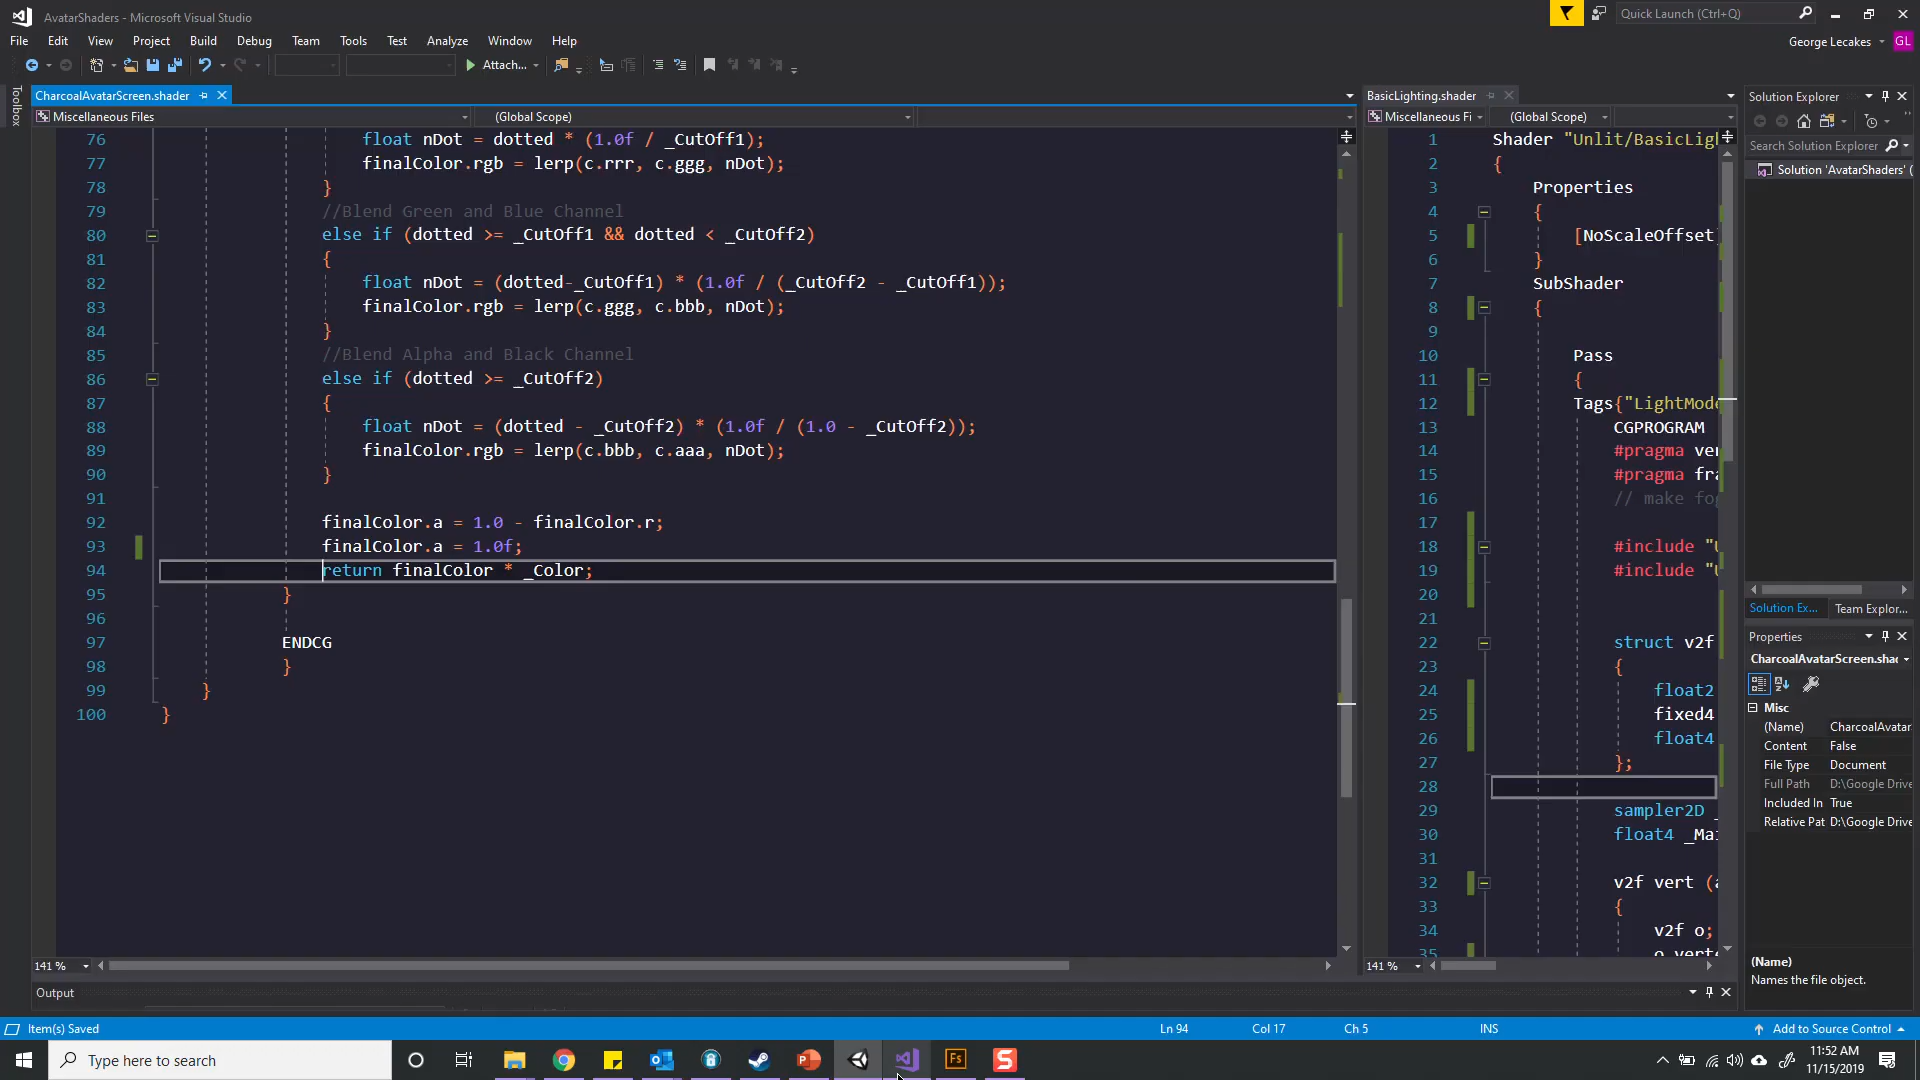 AvatarShaders - Microsoft Visual Studio
Quick Launch (Ctrl+Q)
File Edit View Project Build Debug Team Tools Test Analyze Window Help
George Lecakes GL
Attach...
Toolbox
CharcoalAvatarScreen.shader
Miscellaneous Files (Global Scope)
76 float nDot = dotted * (1.0f / _CutOff1);
77 finalColor.rgb = lerp(c.rrr, c.ggg, nDot);
78 }
79 //Blend Green and Blue Channel
80 else if (dotted >= _CutOff1 && dotted < _CutOff2)
81 {
82 float nDot = (dotted-_CutOff1) * (1.0f / (_CutOff2 - _CutOff1));
83 finalColor.rgb = lerp(c.ggg, c.bbb, nDot);
84 }
85 //Blend Alpha and Black Channel
86 else if (dotted >= _CutOff2)
87 {
88 float nDot = (dotted - _CutOff2) * (1.0f / (1.0 - _CutOff2));
89 finalColor.rgb = lerp(c.bbb, c.aaa, nDot);
90 }
91
92 finalColor.a = 1.0 - finalColor.r;
93 finalColor.a = 1.0f;
94 return finalColor * _Color;
95 }
96
97 ENDCG
98 }
99 }
100 }
141 %
BasicLighting.shader
Miscellaneous Fi (Global Scope)
1 Shader "Unlit/BasicLigh
2 {
3 Properties
4 {
5 [NoScaleOffset]
6 }
7 SubShader
8 {
9
10 Pass
11 {
12 Tags{"LightMode
13 CGPROGRAM
14 #pragma ver
15 #pragma fra
16 // make fog
17
18 #include "U
19 #include "U
20
21
22 struct v2f
23 {
24 float2
25 fixed4
26 float4
27 };
28
29 sampler2D _
30 float4 _Mai
31
32 v2f vert (a
33 {
34 v2f o;
35 o.verte
141 %
Solution Explorer
Search Solution Explorer
Solution 'AvatarShaders' (
Solution Ex... Team Explor...
Properties
CharcoalAvatarScreen.shac
Misc
(Name) CharcoalAvatar
Content False
File Type Document
Full Path D:\Google Drive
Included In True
Relative Pat D:\Google Drive
(Name)
Names the file object.
Output
Item(s) Saved Ln 94 Col 17 Ch 5 INS Add to Source Control
Type here to search
Fs
11:52 AM
11/15/2019